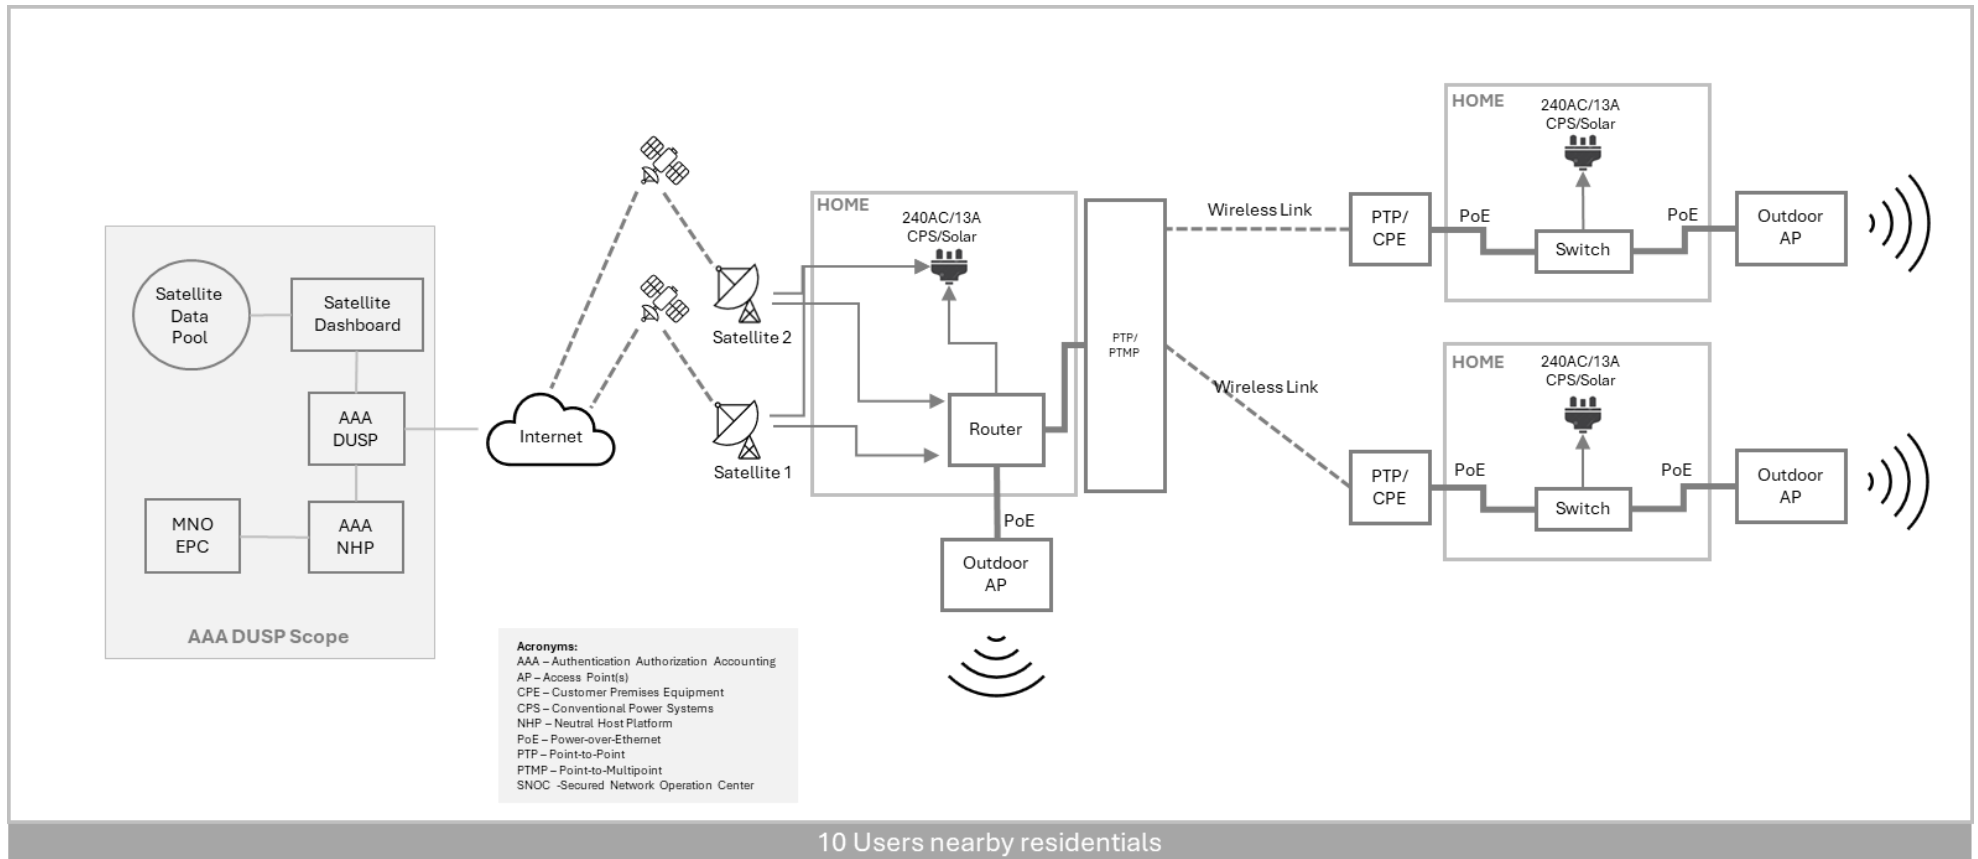 Satellite
Data
Pool
Satellite
Dashboard
AAA
DUSP
MNO
EPC
AAA
NHP
AAA DUSP Scope
Internet
Satellite 2
Satellite 1
HOME
240AC/13A
CPS/Solar
Router
PoE
Outdoor
AP
PTP/
PTMP
Wireless Link
Wireless Link
PTP/
CPE
PoE
HOME
240AC/13A
CPS/Solar
Switch
PoE
Outdoor
AP
PTP/
CPE
PoE
HOME
240AC/13A
CPS/Solar
Switch
PoE
Outdoor
AP
Acronyms:
AAA – Authentication Authorization Accounting
AP – Access Point(s)
CPE – Customer Premises Equipment
CPS – Conventional Power Systems
NHP – Neutral Host Platform
PoE – Power-over-Ethernet
PTP – Point-to-Point
PTMP – Point-to-Multipoint
SNOC -Secured Network Operation Center
10 Users nearby residentials